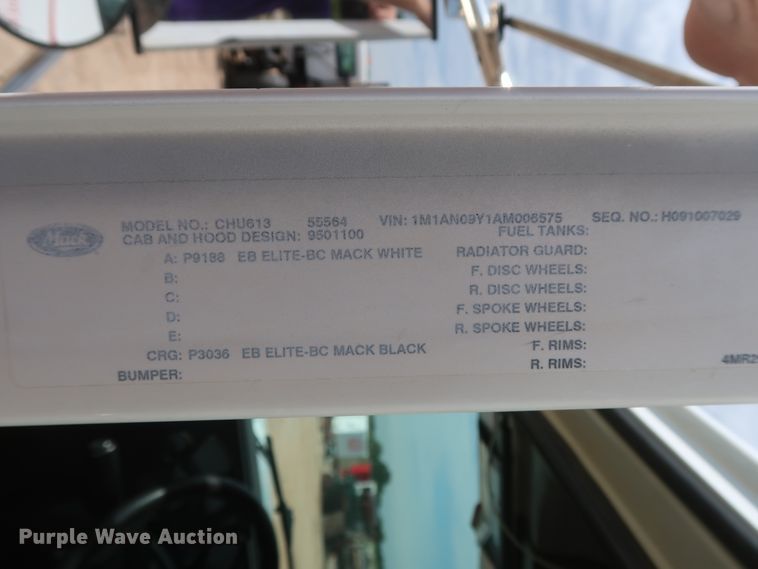 Mack
MODEL NO.: CHU613 55564 VIN: 1M1AN09Y1AM006575 SEQ. NO.: H091007029
CAB AND HOOD DESIGN: 9501100 FUEL TANKS:
A: P9188 EB ELITE-BC MACK WHITE RADIATOR GUARD:
B: F. DISC WHEELS:
C: R. DISC WHEELS:
D: F. SPOKE WHEELS:
E: R. SPOKE WHEELS:
CRG: P3036 EB ELITE-BC MACK BLACK F. RIMS:
BUMPER: R. RIMS: 4MR2
Purple Wave Auction